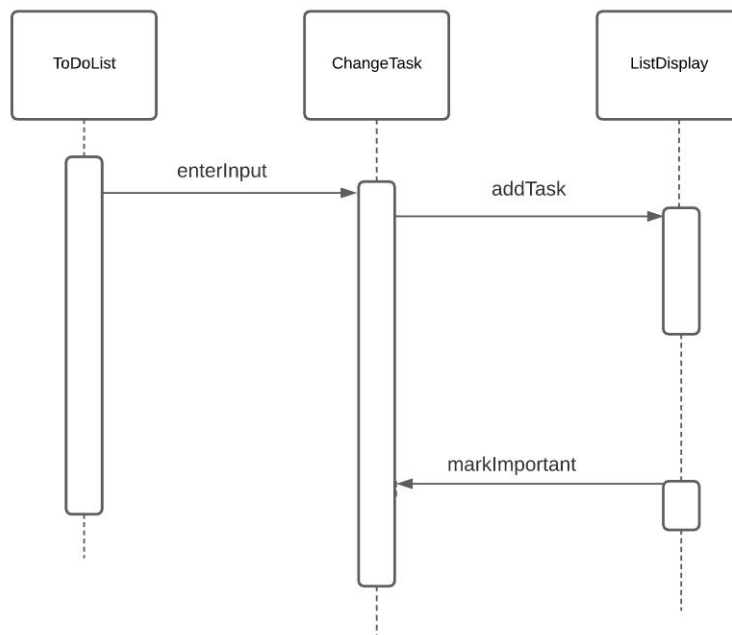 ToDoList
ChangeTask
ListDisplay
enterInput
addTask
markImportant